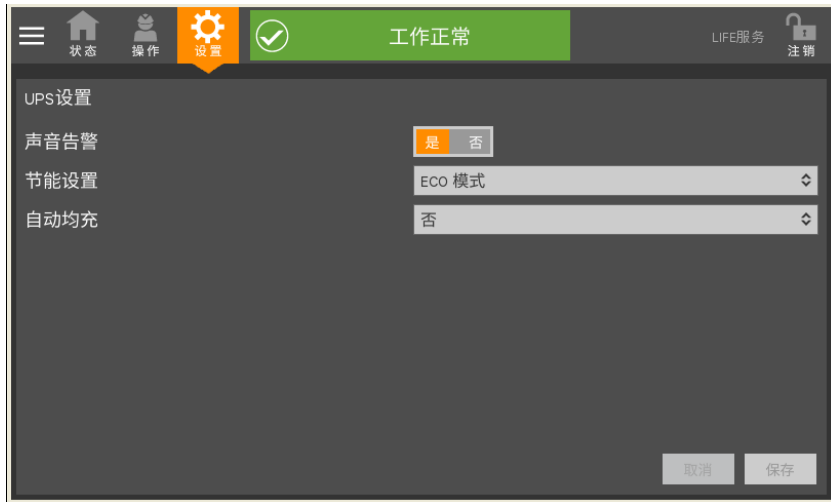 状态
操作
设置
工作正常
LIFE服务
注销
UPS设置
声音告警
是 否
节能设置
ECO 模式
自动均充
否
取消
保存